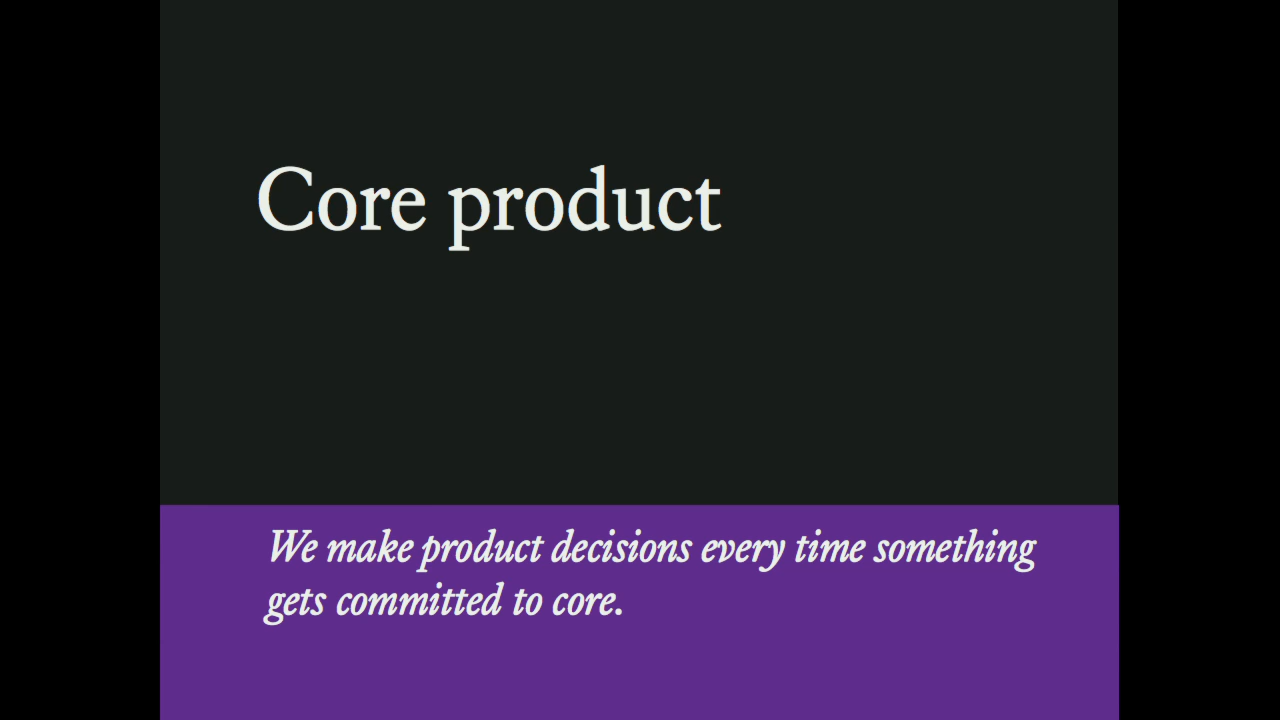 Core product
We make product decisions every time something
gets committed to core.